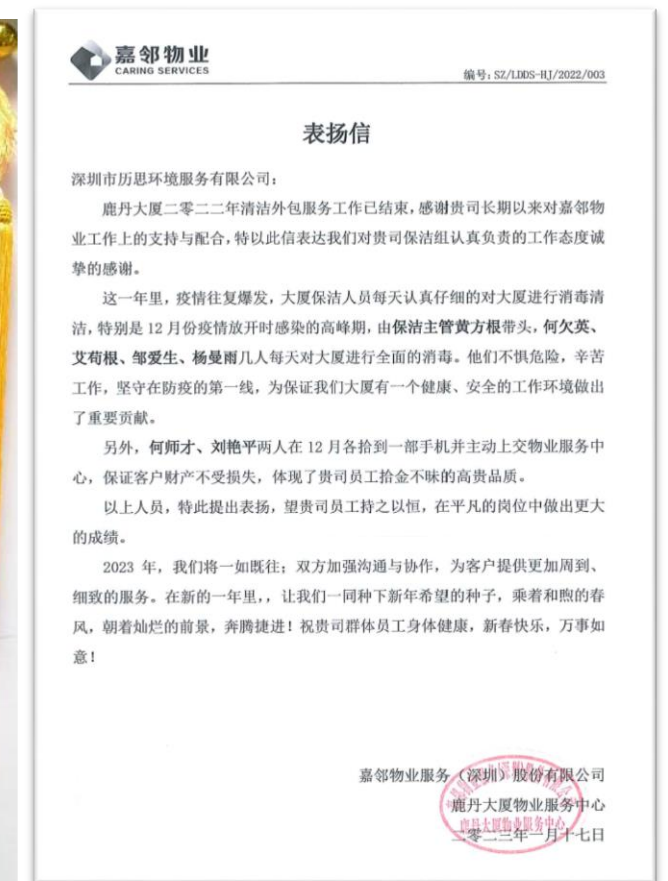 嘉邻物业
CARING SERVICES
编号：SZ/LDDS-HJ/2022/003
表扬信
深圳市历思环境服务有限公司：
鹿丹大厦二零二二年清洁外包服务工作已结束，感谢贵司长期以来对嘉邻物
业工作上的支持与配合，特以此信表达我们对贵司保洁组认真负责的工作态度诚
挚的感谢。
这一年里，疫情往复爆发，大厦保洁人员每天认真仔细的对大厦进行消毒清
洁，特别是 12 月份疫情放开时感染的高峰期，由保洁主管黄方根带头，何欠英、
艾苟根、邹爱生、杨曼雨几人每天对大厦进行全面的消毒。他们不惧危险，辛苦
工作，坚守在防疫的第一线，为保证我们大厦有一个健康、安全的工作环境做出
了重要贡献。
另外，何师才、刘艳平两人在 12 月各拾到一部手机并主动上交物业服务中
心，保证客户财产不受损失，体现了贵司员工拾金不昧的高贵品质。
以上人员，特此提出表扬，望贵司员工持之以恒，在平凡的岗位中做出更大
的成绩。
2023 年，我们将一如既往；双方加强沟通与协作，为客户提供更加周到、
细致的服务。在新的一年里，，让我们一同种下新年希望的种子，乘着和煦的春
风，朝着灿烂的前景，奔腾捷进！祝贵司群体员工身体健康，新春快乐，万事如
意！
嘉邻物业服务（深圳）股份有限公司
鹿丹大厦物业服务中心
鹿丹大厦物业服务中心
二零二三年一月十七日